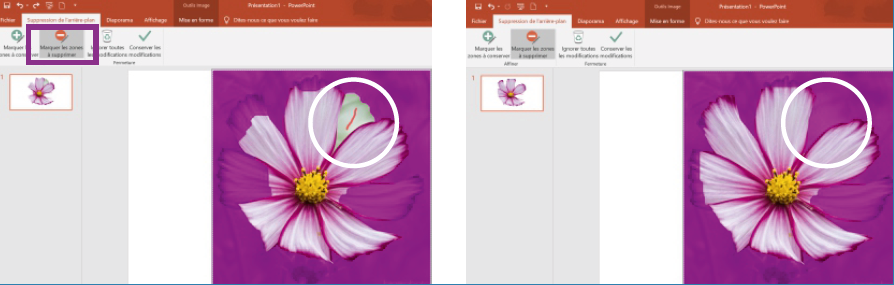 Outils Image Présentation1 - PowerPoint
Fichier Suppression de l'arrière-plan Diaporama Affichage Mise en forme Dites-nous ce que vous voulez faire
Marquer les Marquer les zones Ignorer toutes Conserver les
zones à conserver à supprimer les modifications modifications
Fermeture
1
Outils Image Présentation1 - PowerPoint
Fichier Suppression de l'arrière-plan Diaporama Affichage Mise en forme Dites-nous ce que vous voulez faire
Marquer les Marquer les zones Ignorer toutes Conserver les
zones à conserver à supprimer les modifications modifications
Affiner Fermeture
1